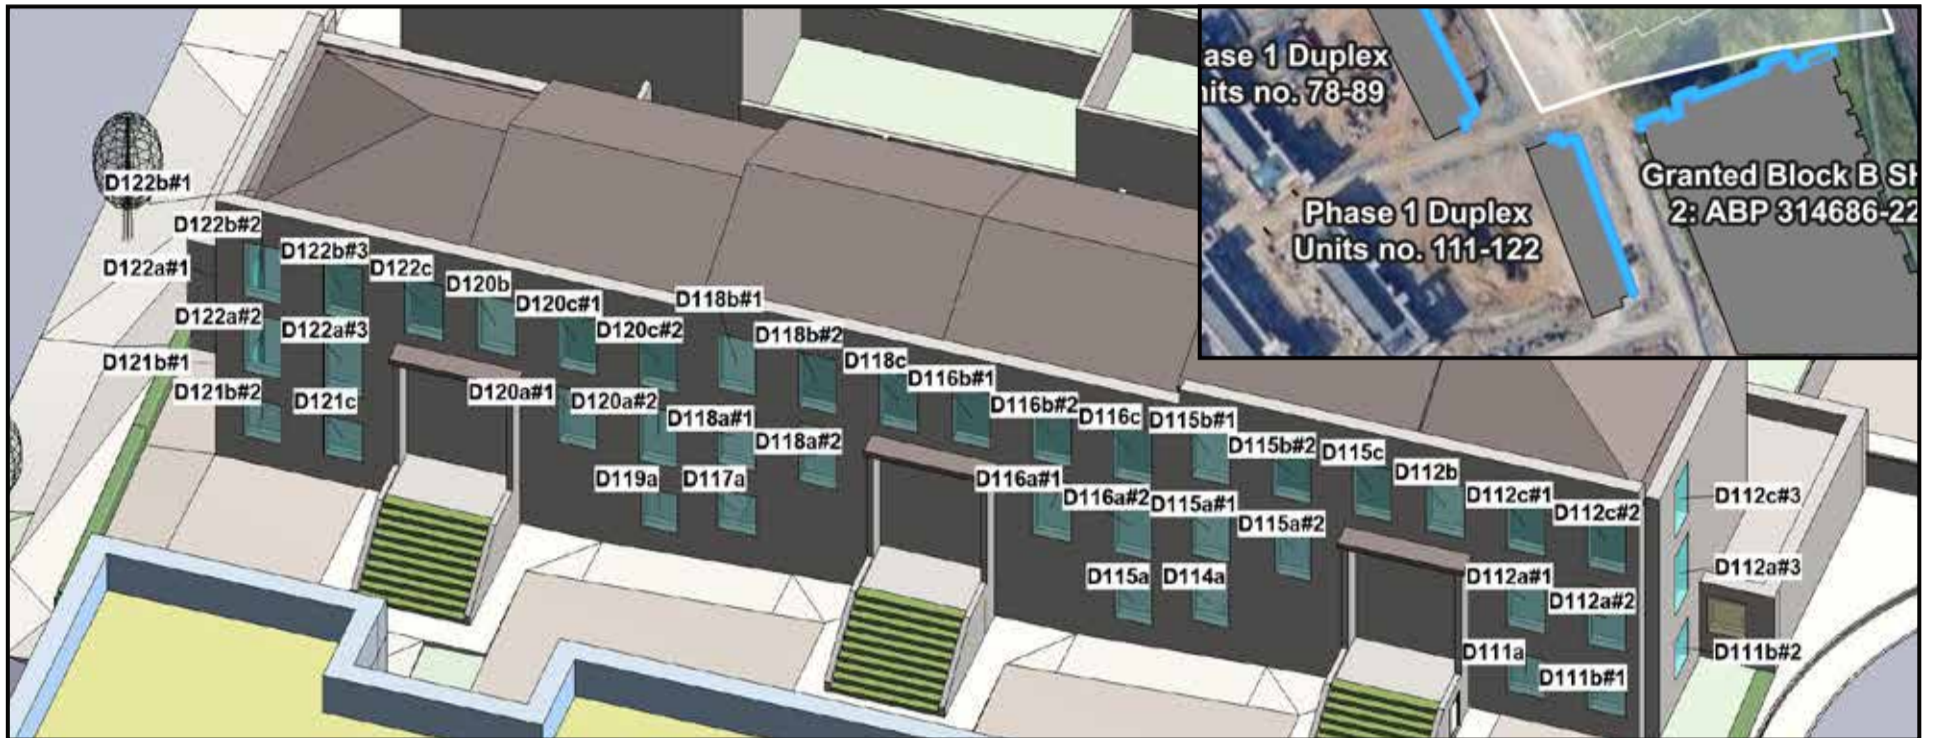 ase 1 Duplex
nits no. 78-89
Granted Block B SH
2: ABP 314686-22
Phase 1 Duplex
Units no. 111-122
D122b#1
D122b#2
D122b#3
D122a#1
D122c
D120b
D120c#1
D118b#1
D122a#2
D122a#3
D120c#2
D118b#2
D121b#1
D118c
D116b#1
D121b#2
D121c
D120a#1
D120a#2
D118a#1
D116b#2
D116c
D115b#1
D118a#2
D115b#2
D115c
D119a
D117a
D116a#1
D112b
D116a#2
D115a#1
D112c#1
D112c#3
D115a#2
D112c#2
D115a
D114a
D112a#1
D112a#3
D112a#2
D111a
D111b#2
D111b#1